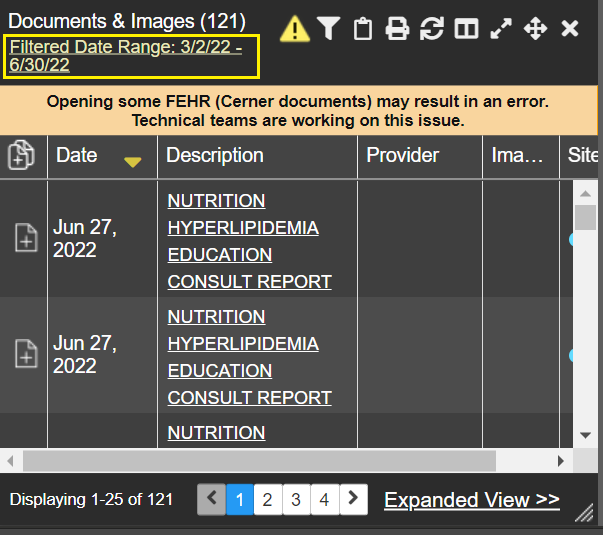 Documents & Images (121)
Filtered Date Range: 3/2/22 -
6/30/22
Opening some FEHR (Cerner documents) may result in an error.
Technical teams are working on this issue.
Date Description Provider Ima... Site
Jun 27,
2022
NUTRITION
HYPERLIPIDEMIA
EDUCATION
CONSULT REPORT
Jun 27,
2022
NUTRITION
HYPERLIPIDEMIA
EDUCATION
CONSULT REPORT
NUTRITION
Displaying 1-25 of 121 < 1 2 3 4 > Expanded View >>